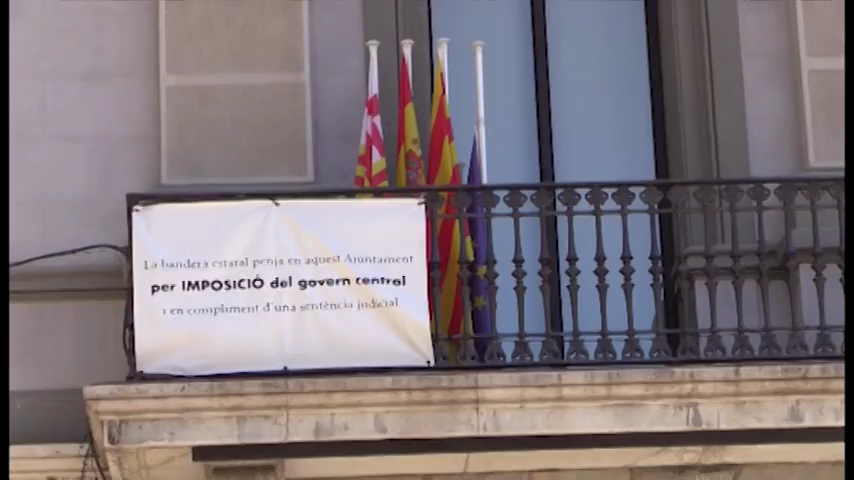 La bandera estatal penja en aquest Ajuntament
per IMPOSICIÓ del govern central
i en compliment d'una sentència judicial